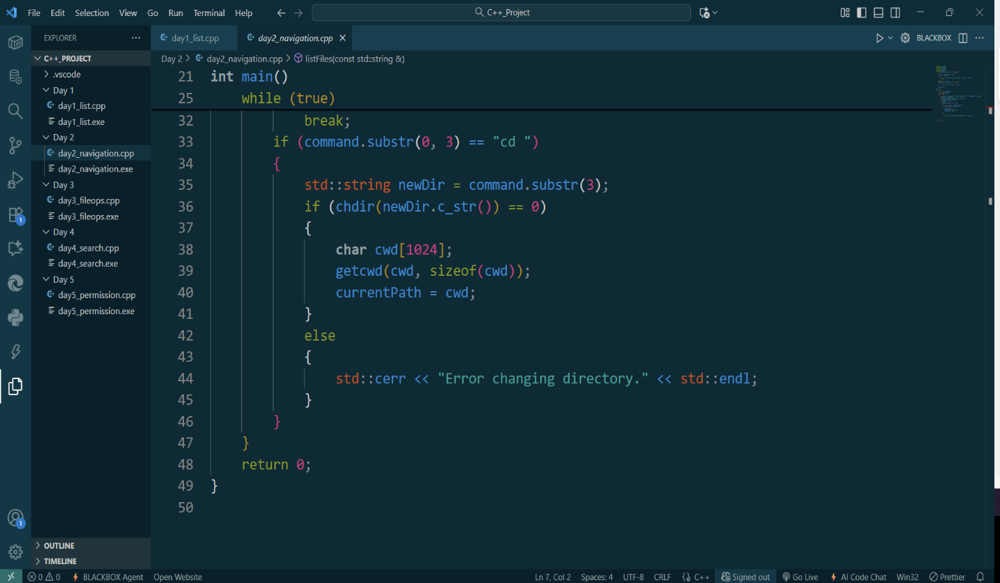 File Edit Selection View Go Run Terminal Help C++_Project
EXPLORER
C++_PROJECT
.vscode
Day 1
day1_list.cpp
day1_list.exe
Day 2
day2_navigation.cpp
day2_navigation.exe
Day 3
day3_fileops.cpp
day3_fileops.exe
Day 4
day4_search.cpp
day4_search.exe
Day 5
day5_permission.cpp
day5_permission.exe
OUTLINE
TIMELINE
1
1
day1_list.cpp day2_navigation.cpp BLACKBOX
Day 2 > day2_navigation.cpp > listFiles(const std::string &)
21 int main()
25 while (true)
32 break;
33 if (command.substr(0, 3) == "cd ")
34 {
35 std::string newDir = command.substr(3);
36 if (chdir(newDir.c_str()) == 0)
37 {
38 char cwd[1024];
39 getcwd(cwd, sizeof(cwd));
40 currentPath = cwd;
41 }
42 else
43 {
44 std::cerr << "Error changing directory." << std::endl;
45 }
46 }
47 }
48 return 0;
49 }
50
0 0 BLACKBOX Agent Open Website Ln 7, Col 2 Spaces: 4 UTF-8 CRLF {} C++ Signed out Go Live AI Code Chat Win32 Prettier